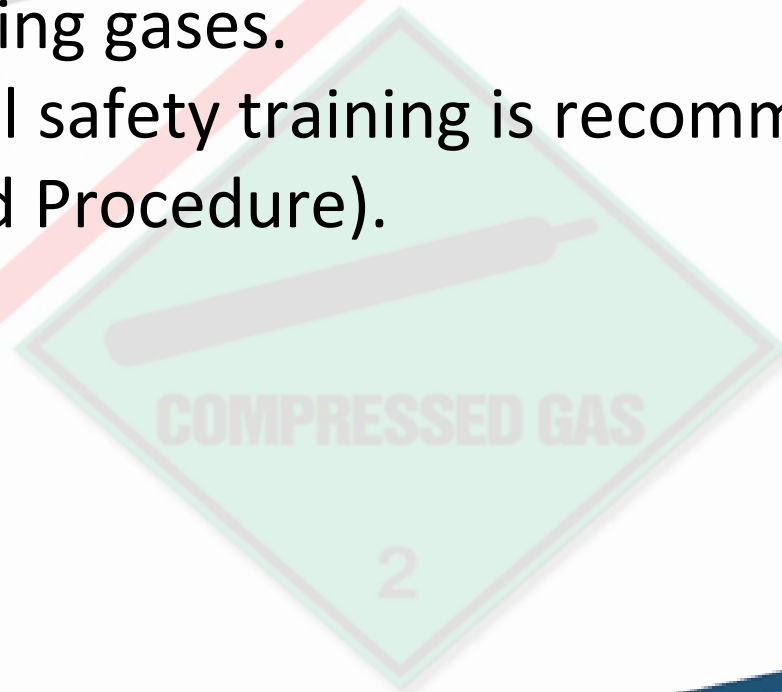 ing gases.
l safety training is recomm
d Procedure).
COMPRESSED GAS
2